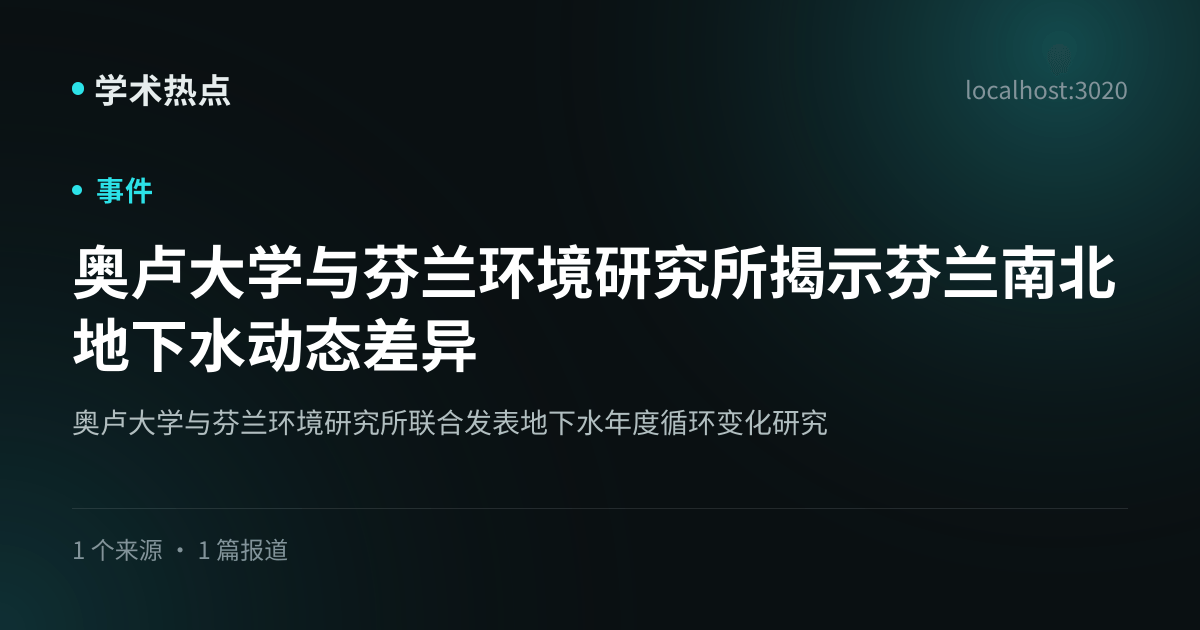 学术热点
localhost:3020
事件
奥卢大学与芬兰环境研究所揭示芬兰南北
地下水动态差异
奥卢大学与芬兰环境研究所联合发表地下水年度循环变化研究
1 个来源 · 1 篇报道